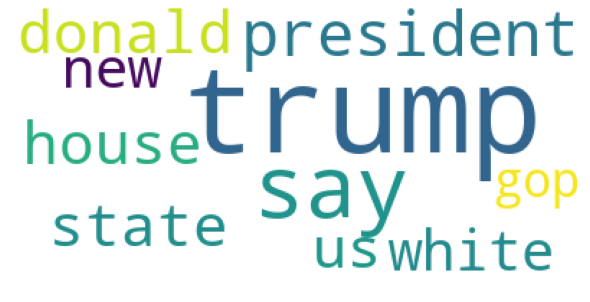 donald president
new
trump
house
say
gop
state
us white